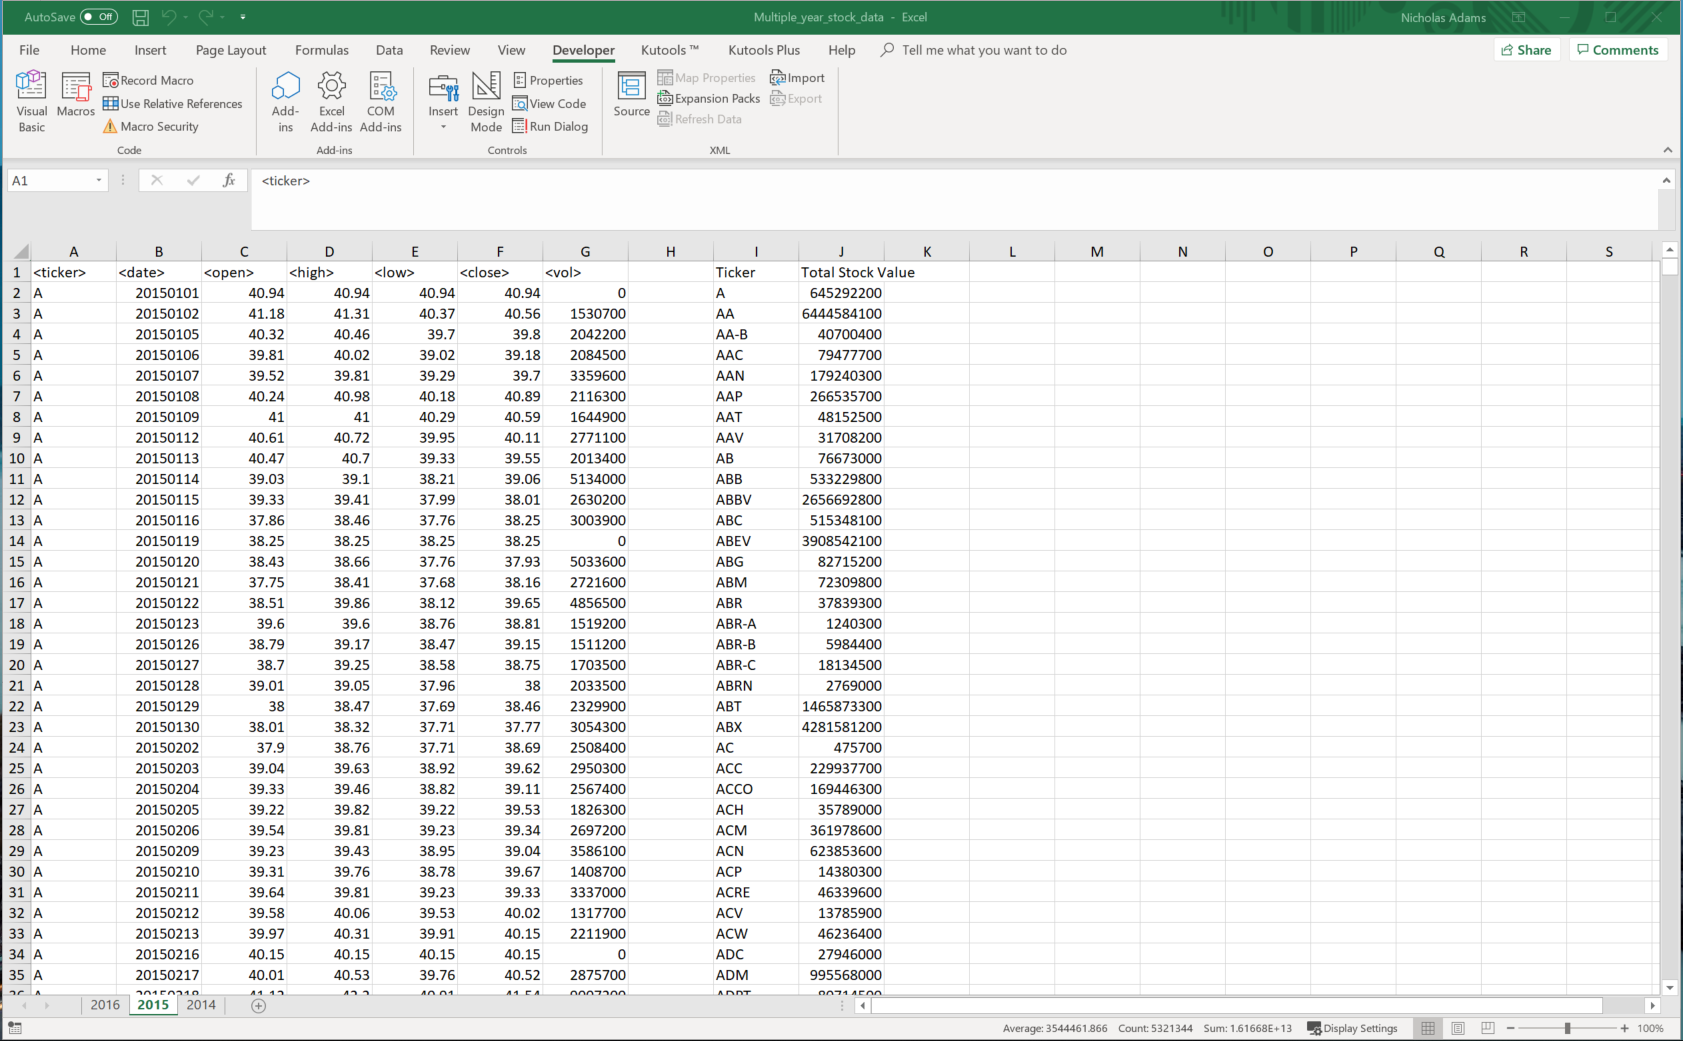 AutoSave Off Multiple_year_stock_data - Excel Nicholas Adams
File Home Insert Page Layout Formulas Data Review View Developer Kutools ™ Kutools Plus Help Tell me what you want to do Share Comments
Visual Basic
Macros
Record Macro
Use Relative References
Macro Security
Code
Add-ins
Excel Add-ins
COM Add-ins
Add-ins
Insert
Design Mode
Properties
View Code
Run Dialog
Controls
Source
Map Properties
Expansion Packs
Refresh Data
Import
Export
XML
A1 fx <ticker>
A B C D E F G H I J K L M N O P Q R S
1 <ticker> <date> <open> <high> <low> <close> <vol> Ticker Total Stock Value
2 A 20150101 40.94 40.94 40.94 40.94 0 A 645292200
3 A 20150102 41.18 41.31 40.37 40.56 1530700 AA 6444584100
4 A 20150105 40.32 40.46 39.7 39.8 2042200 AA-B 40700400
5 A 20150106 39.81 40.02 39.02 39.18 2084500 AAC 79477700
6 A 20150107 39.52 39.81 39.29 39.7 3359600 AAN 179240300
7 A 20150108 40.24 40.98 40.18 40.89 2116300 AAP 266535700
8 A 20150109 41 41 40.29 40.59 1644900 AAT 48152500
9 A 20150112 40.61 40.72 39.95 40.11 2771100 AAV 31708200
10 A 20150113 40.47 40.7 39.33 39.55 2013400 AB 76673000
11 A 20150114 39.03 39.1 38.21 39.06 5134000 ABB 533229800
12 A 20150115 39.33 39.41 37.99 38.01 2630200 ABBV 2656692800
13 A 20150116 37.86 38.46 37.76 38.25 3003900 ABC 515348100
14 A 20150119 38.25 38.25 38.25 38.25 0 ABEV 3908542100
15 A 20150120 38.43 38.66 37.76 37.93 5033600 ABG 82715200
16 A 20150121 37.75 38.41 37.68 38.16 2721600 ABM 72309800
17 A 20150122 38.51 39.86 38.12 39.65 4856500 ABR 37839300
18 A 20150123 39.6 39.6 38.76 38.81 1519200 ABR-A 1240300
19 A 20150126 38.79 39.17 38.47 39.15 1511200 ABR-B 5984400
20 A 20150127 38.7 39.25 38.58 38.75 1703500 ABR-C 18134500
21 A 20150128 39.01 39.05 37.96 38 2033500 ABRN 2769000
22 A 20150129 38 38.47 37.69 38.46 2329900 ABT 1465873300
23 A 20150130 38.01 38.32 37.71 37.77 3054300 ABX 4281581200
24 A 20150202 37.9 38.76 37.71 38.69 2508400 AC 475700
25 A 20150203 39.04 39.63 38.92 39.62 2950300 ACC 229937700
26 A 20150204 39.33 39.46 38.82 39.11 2567400 ACCO 169446300
27 A 20150205 39.22 39.82 39.22 39.53 1826300 ACH 35789000
28 A 20150206 39.54 39.81 39.23 39.34 2697200 ACM 361978600
29 A 20150209 39.23 39.43 38.95 39.04 3586100 ACN 623853600
30 A 20150210 39.31 39.76 38.78 39.67 1408700 ACP 14380300
31 A 20150211 39.64 39.81 39.23 39.33 3337000 ACRE 46339600
32 A 20150212 39.58 40.06 39.53 40.02 1317700 ACV 13785900
33 A 20150213 39.97 40.31 39.91 40.15 2211900 ACW 46236400
34 A 20150216 40.15 40.15 40.15 40.15 0 ADC 27946000
35 A 20150217 40.01 40.53 39.76 40.52 2875700 ADM 995568000
2016 2015 2014
Average: 3544461.866 Count: 5321344 Sum: 1.61668E+13 Display Settings 100%